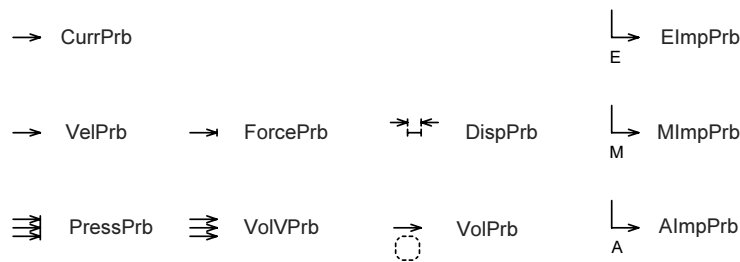 CurrPrb EImpPrb
E
VelPrb ForcePrb DispPrb MImpPrb
M
PressPrb VolVPrb VolPrb AImpPrb
A